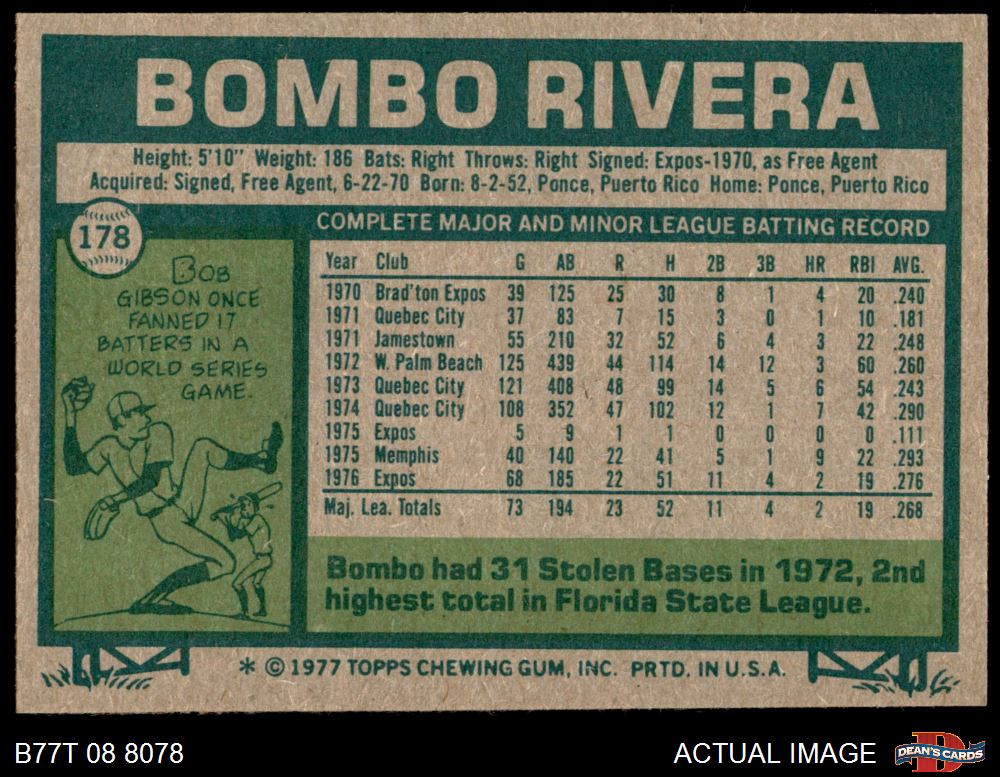 BOMBO RIVERA
Height: 5'10" Weight: 186 Bats: Right Throws: Right Signed: Expos-1970, as Free Agent
Acquired: Signed, Free Agent, 6-22-70 Born: 8-2-52, Ponce, Puerto Rico Home: Ponce, Puerto Rico
178
BOB
GIBSON ONCE
FANNED 17
BATTERS IN A
WORLD SERIES
GAME.
COMPLETE MAJOR AND MINOR LEAGUE BATTING RECORD
Year Club G AB R H 2B 3B HR RBI AVG.
1970 Brad'ton Expos 39 125 25 30 8 1 4 20 .240
1971 Quebec City 37 83 7 15 3 0 1 10 .181
1971 Jamestown 55 210 32 52 6 4 3 22 .248
1972 W. Palm Beach 125 439 44 114 14 12 3 60 .260
1973 Quebec City 121 408 48 99 14 5 6 54 .243
1974 Quebec City 108 352 47 102 12 1 7 42 .290
1975 Expos 5 9 1 1 0 0 0 0 .111
1975 Memphis 40 140 22 41 5 1 9 22 .293
1976 Expos 68 185 22 51 11 4 2 19 .276
Maj. Lea. Totals 73 194 23 52 11 4 2 19 .268
Bombo had 31 Stolen Bases in 1972, 2nd
highest total in Florida State League.
* © 1977 TOPPS CHEWING GUM, INC. PRTD. IN U.S.A.
B77T 08 8078
ACTUAL IMAGE
DEAN'S CARDS